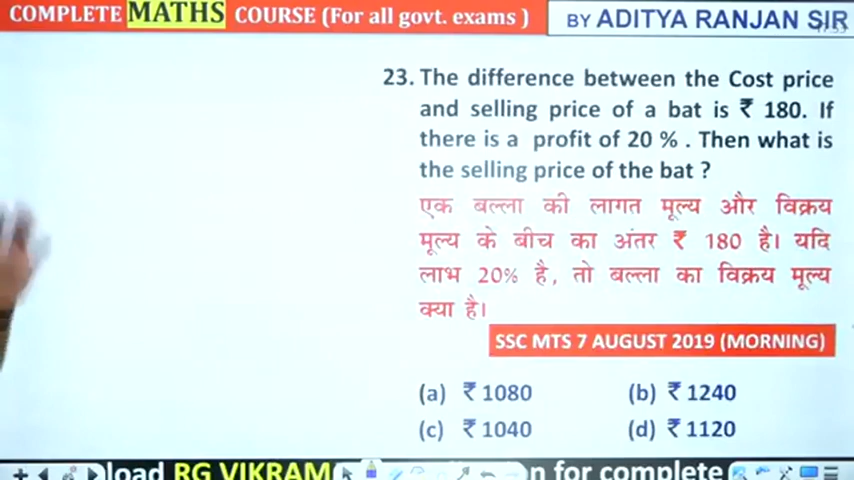 COMPLETE MATHS COURSE (For all govt. exams )
BY ADITYA RANJAN SIR
23. The difference between the Cost price
and selling price of a bat is ₹ 180. If
there is a profit of 20 % . Then what is
the selling price of the bat ?
एक बल्ला की लागत मूल्य और विक्रय
मूल्य के बीच का अंतर ₹ 180 है। यदि
लाभ 20% है, तो बल्ला का विक्रय मूल्य
क्या है।
SSC MTS 7 AUGUST 2019 (MORNING)
(a) ₹ 1080
(b) ₹ 1240
(c) ₹ 1040
(d) ₹ 1120
RG VIKRAM
for complete